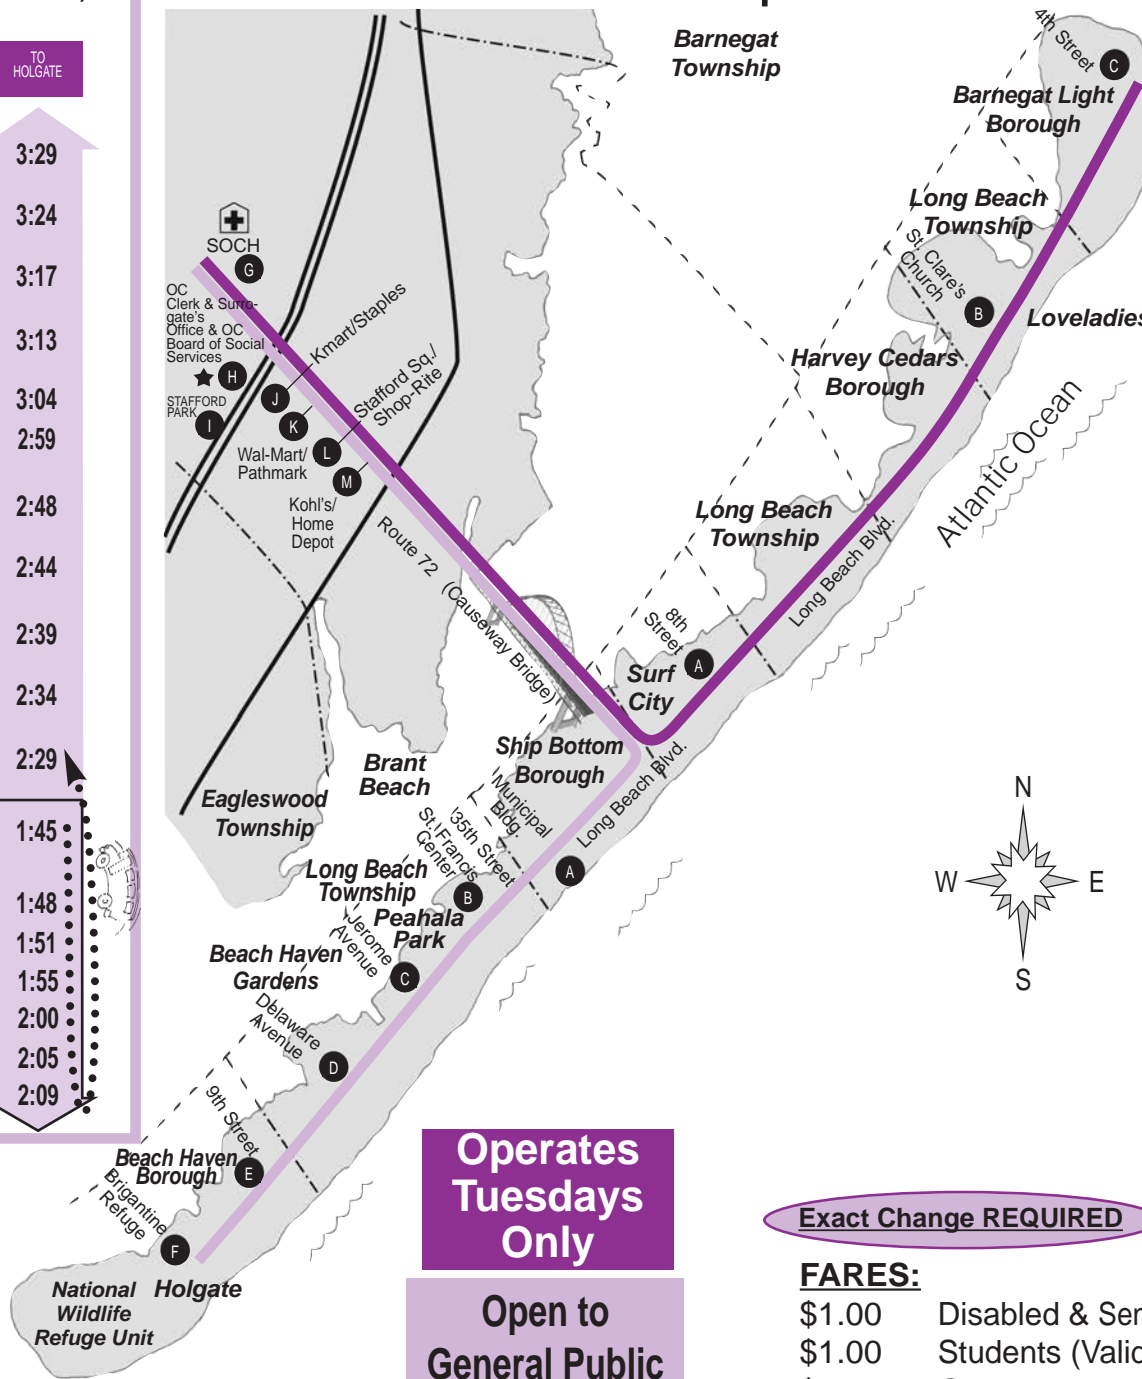 TO
HOLGATE
3:29
3:24
3:17
3:13
3:04
2:59
2:48
2:44
2:39
2:34
2:29
1:45
1:48
1:51
1:55
2:00
2:05
2:09
Barnegat
Township
4th Street
C
Barnegat Light
Borough
Long Beach
Township
St. Clare's
Church
B
Loveladies
Harvey Cedars
Borough
Atlantic Ocean
Long Beach
Township
Long Beach Blvd.
8th
Street
A
Surf
City
SOCH
G
OC
Clerk & Surro-
gate's
Office & OC
Board of Social
Services
H
STAFFORD
PARK
I
J
Kmart/Staples
K
Wal-Mart/
Pathmark
L
Stafford Sq./
Shop-Rite
M
Kohl's/
Home
Depot
Route 72 (Causeway Bridge)
Ship Bottom
Borough
Municipal
Bldg.
Long Beach Blvd.
A
Brant
Beach
Eagleswood
Township
35th Street
St. Francis
Center
B
Long Beach
Township
Peahala
Park
Jerome
Avenue
C
Beach Haven
Gardens
Delaware
Avenue
D
9th Street
Beach Haven
Borough
E
Brigantine
Refuge
F
Holgate
National
Wildlife
Refuge Unit
N
W
E
S
Operates
Tuesdays
Only
Open to
General Public
Exact Change REQUIRED
FARES:
$1.00 Disabled &
$1.00 Students